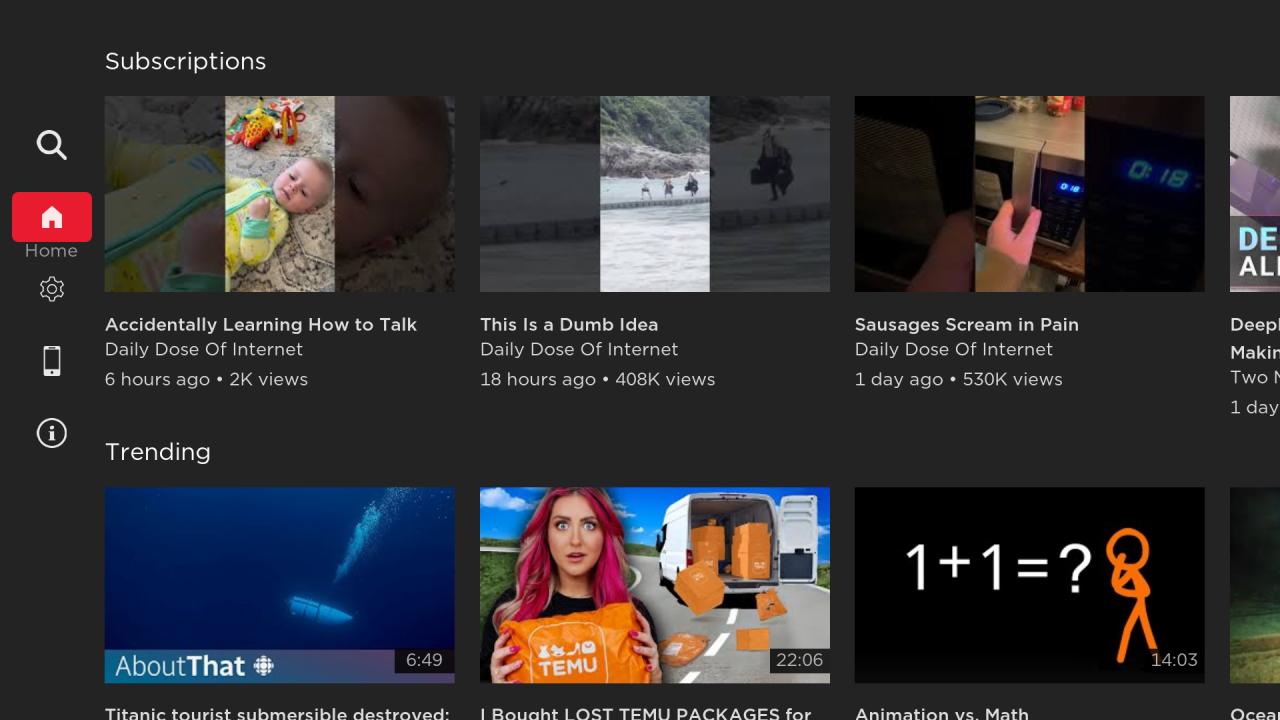 Subscriptions
Home
0:18
0:18
DE
ALI
Accidentally Learning How to Talk
Daily Dose Of Internet
6 hours ago • 2K views
This Is a Dumb Idea
Daily Dose Of Internet
18 hours ago • 408K views
Sausages Scream in Pain
Daily Dose Of Internet
1 day ago • 530K views
Deep
Makin
Two
1 day
Trending
AboutThat
6:49
TEMU
22:06
1+1=?
14:03
Titanic tourist submersible destroyed:
I Bought LOST TEMU PACKAGES for
Animation vs. Math
Ocea